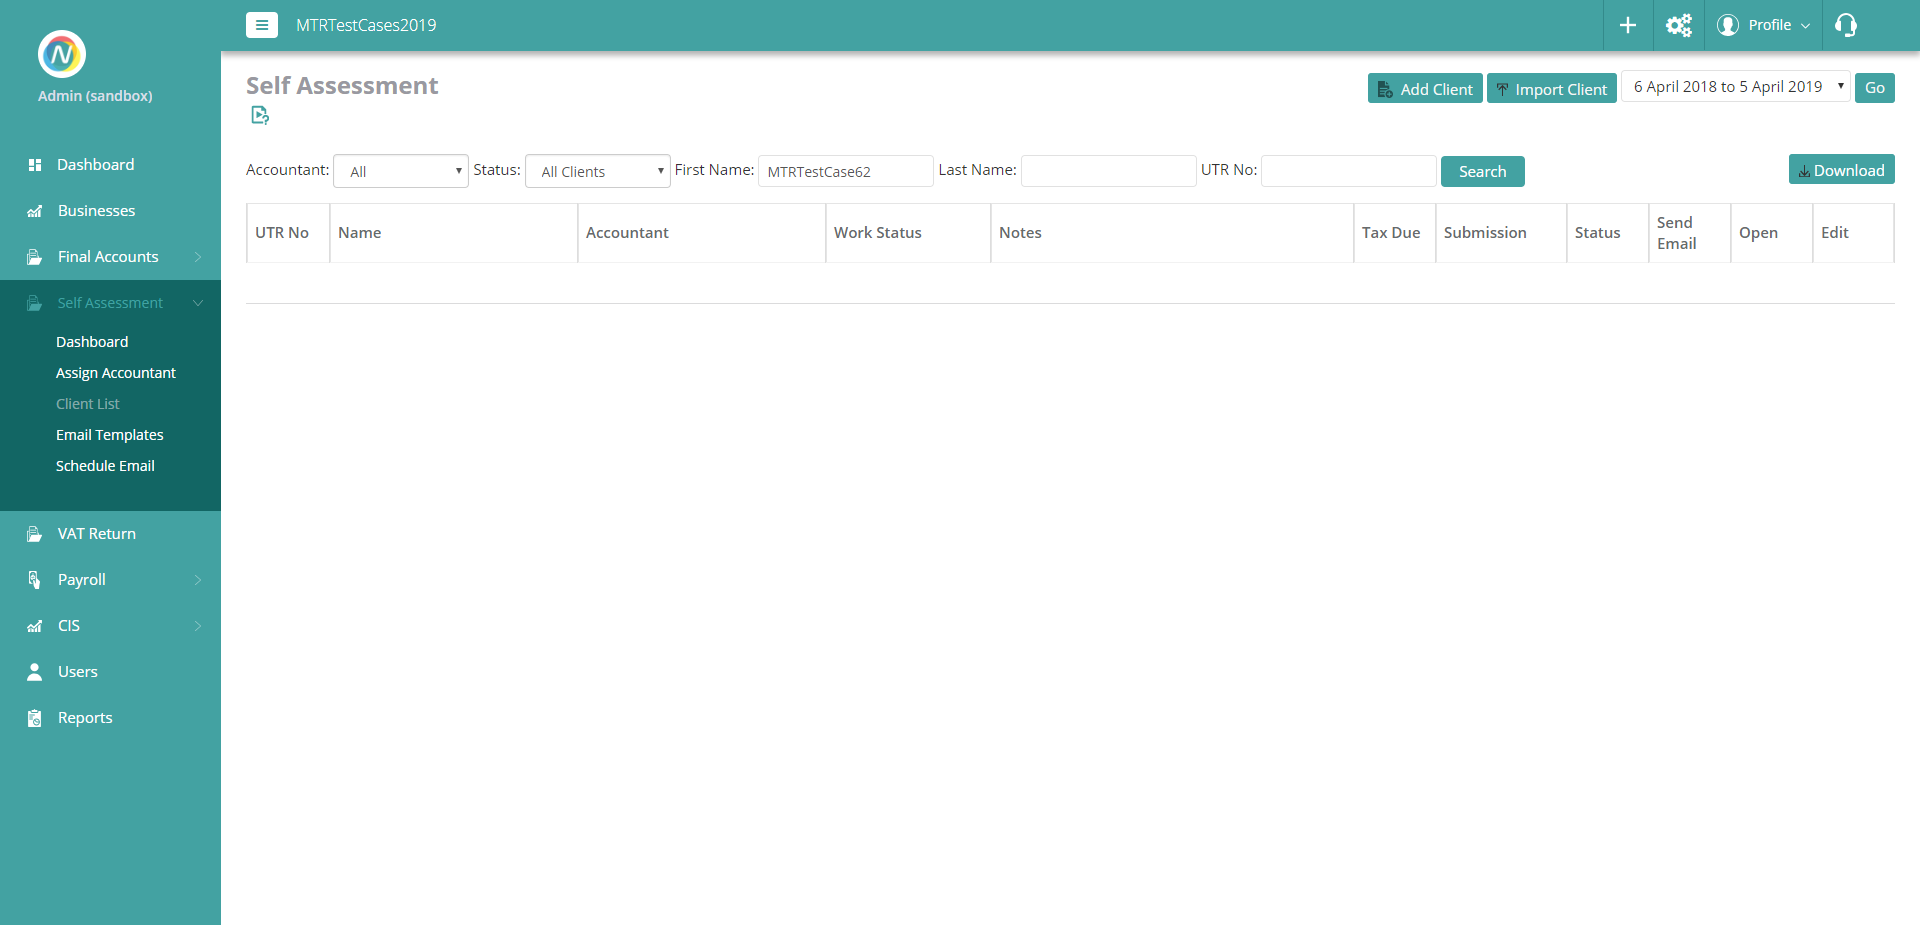 MTRTestCases2019
Profile
Admin (sandbox)
Dashboard
Businesses
Final Accounts
Self Assessment
Dashboard
Assign Accountant
Client List
Email Templates
Schedule Email
VAT Return
Payroll
CIS
Users
Reports
Self Assessment
Add Client Import Client 6 April 2018 to 5 April 2019 Go
Accountant: All Status: All Clients First Name: MTRTestCase62 Last Name: UTR No: Search Download
UTR No Name Accountant Work Status Notes Tax Due Submission Status Send Email Open Edit